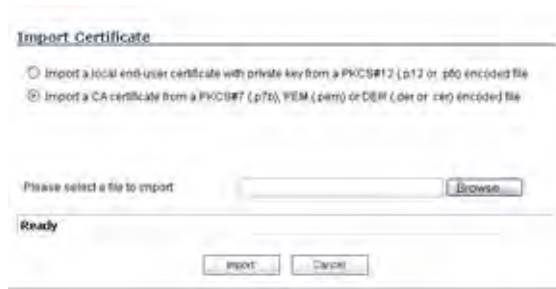 Import Certificate
Import a local end-user certificate with private key from a PKCS#12 (.p12 or .pfx) encoded file
Import a CA certificate from a PKCS#7 (.p7b), PEM (.pem) or DER (.der or .cer) encoded file
Please select a file to import
Browse...
Ready
Import
Cancel